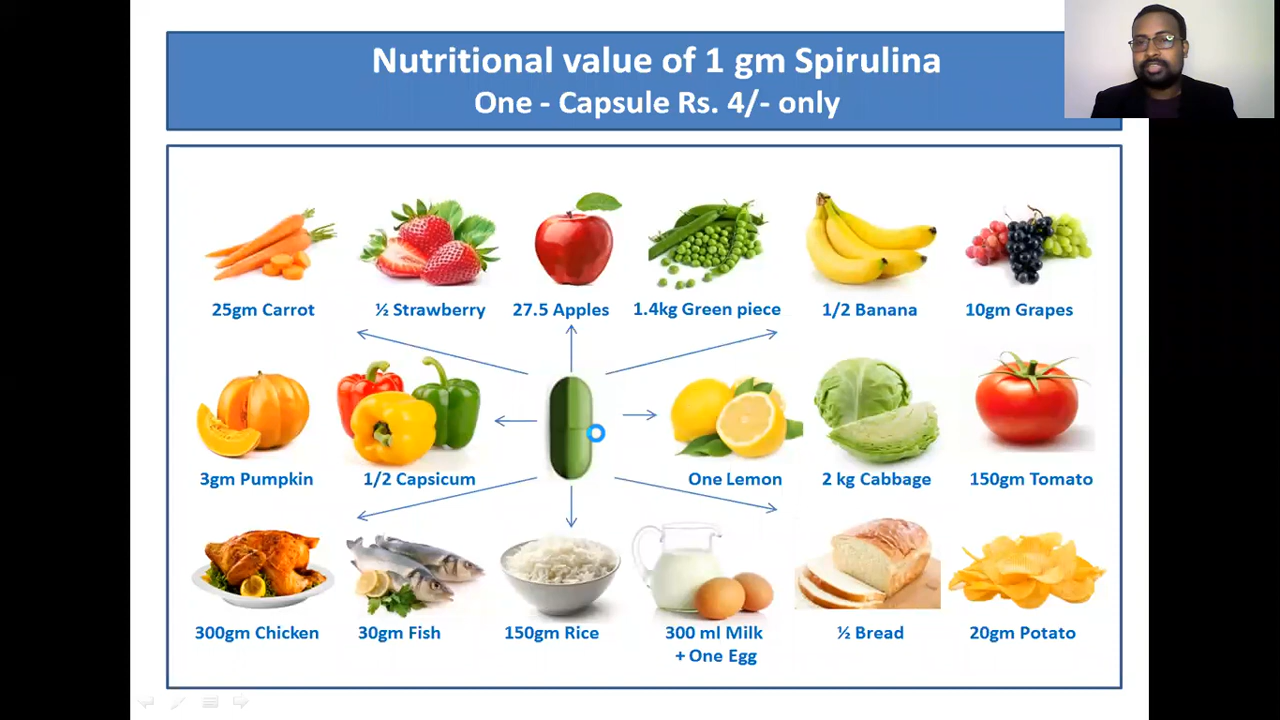 Nutritional value of 1 gm Spirulina
One - Capsule Rs. 4/- only
25gm Carrot
½ Strawberry
27.5 Apples
1.4kg Green piece
1/2 Banana
10gm Grapes
3gm Pumpkin
1/2 Capsicum
One Lemon
2 kg Cabbage
150gm Tomato
300gm Chicken
30gm Fish
150gm Rice
300 ml Milk
+ One Egg
½ Bread
20gm Potato